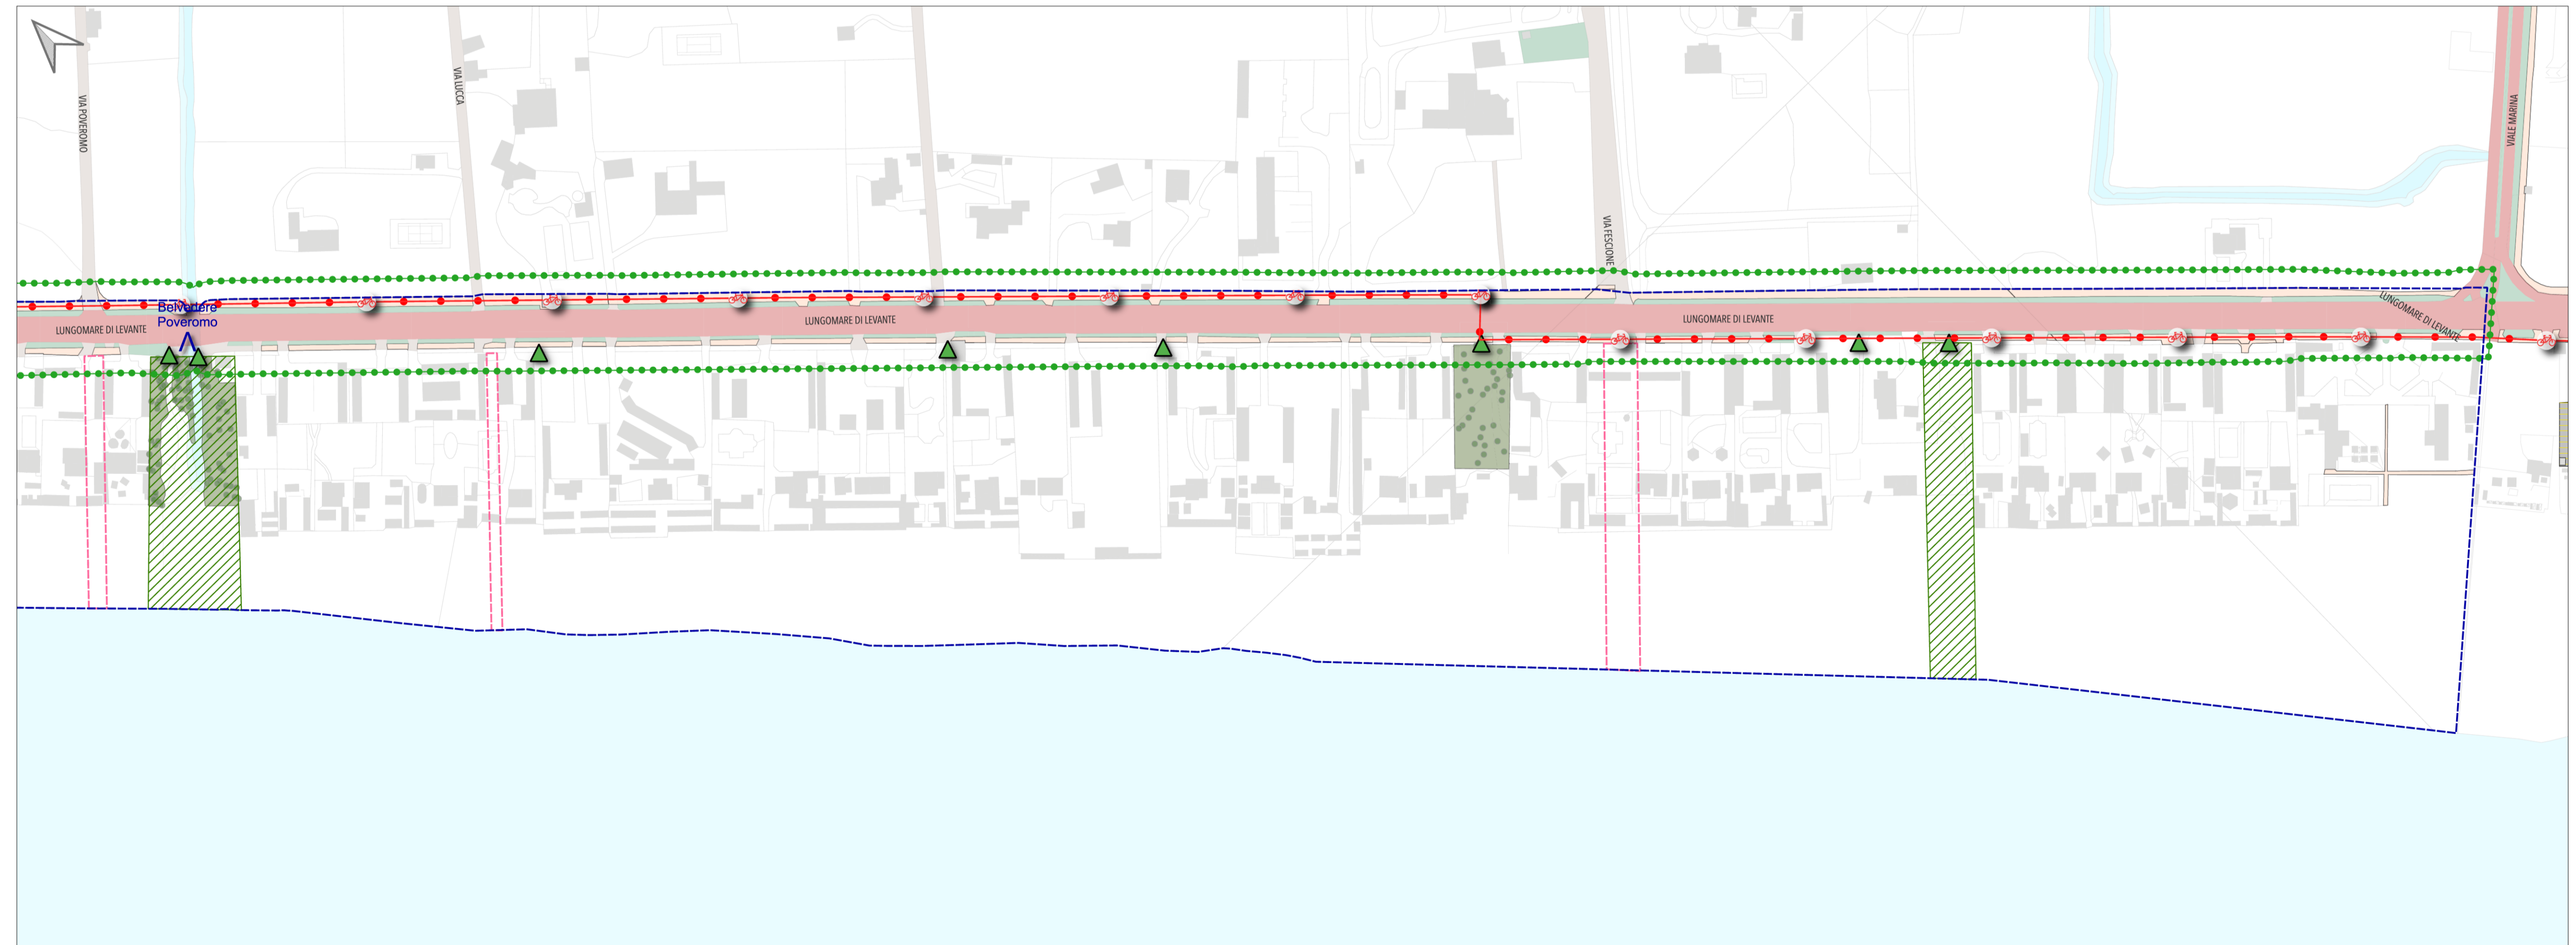 VIA POVEROMO
VIA LUCCA
VIA FESCIONE
VIALE MARINA
Belvedere
Poveromo
LUNGOMARE DI LEVANTE
LUNGOMARE DI LEVANTE
LUNGOMARE DI LEVANTE
LUNGOMARE DI LEVANTE